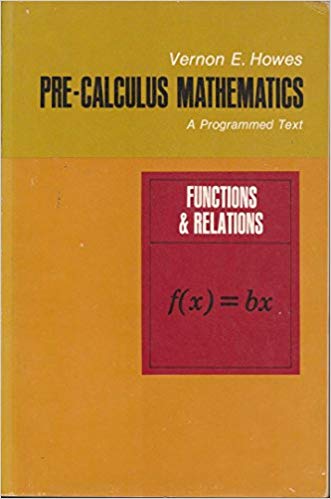 Vernon E. Howes
PRE-CALCULUS MATHEMATICS
A Programmed Text
FUNCTIONS
& RELATIONS
f(x) = bx